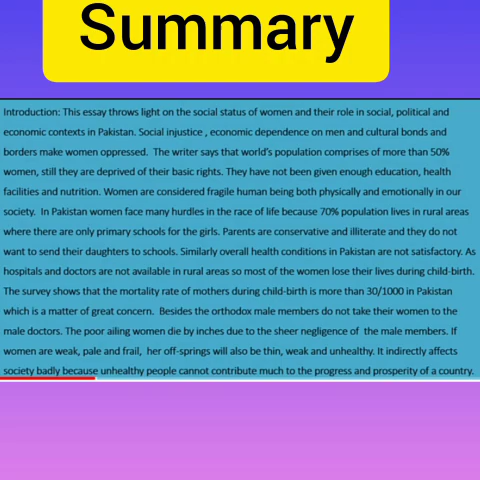 Summary
Introduction: This essay throws light on the social status of women and their role in social, political and
economic contexts in Pakistan. Social injustice , economic dependence on men and cultural bonds and
borders make women oppressed.  The writer says that world's population comprises of more than 50%
women, still they are deprived of their basic rights. They have not been given enough education, health
facilities and nutrition. Women are considered fragile human being both physically and emotionally in our
society.  In Pakistan women face many hurdles in the race of life because 70% population lives in rural areas
where there are only primary schools for the girls. Parents are conservative and illiterate and they do not
want to send their daughters to schools. Similarly overall health conditions in Pakistan are not satisfactory. As
hospitals and doctors are not available in rural areas so most of the women lose their lives during child-birth.
The survey shows that the mortality rate of mothers during child-birth is more than 30/1000 in Pakistan
which is a matter of great concern.  Besides the orthodox male members do not take their women to the
male doctors. The poor ailing women die by inches due to the sheer negligence of  the male members. If
women are weak, pale and frail,  her off-springs will also be thin, weak and unhealthy. It indirectly affects
society badly because unhealthy people cannot contribute much to the progress and prosperity of a country.